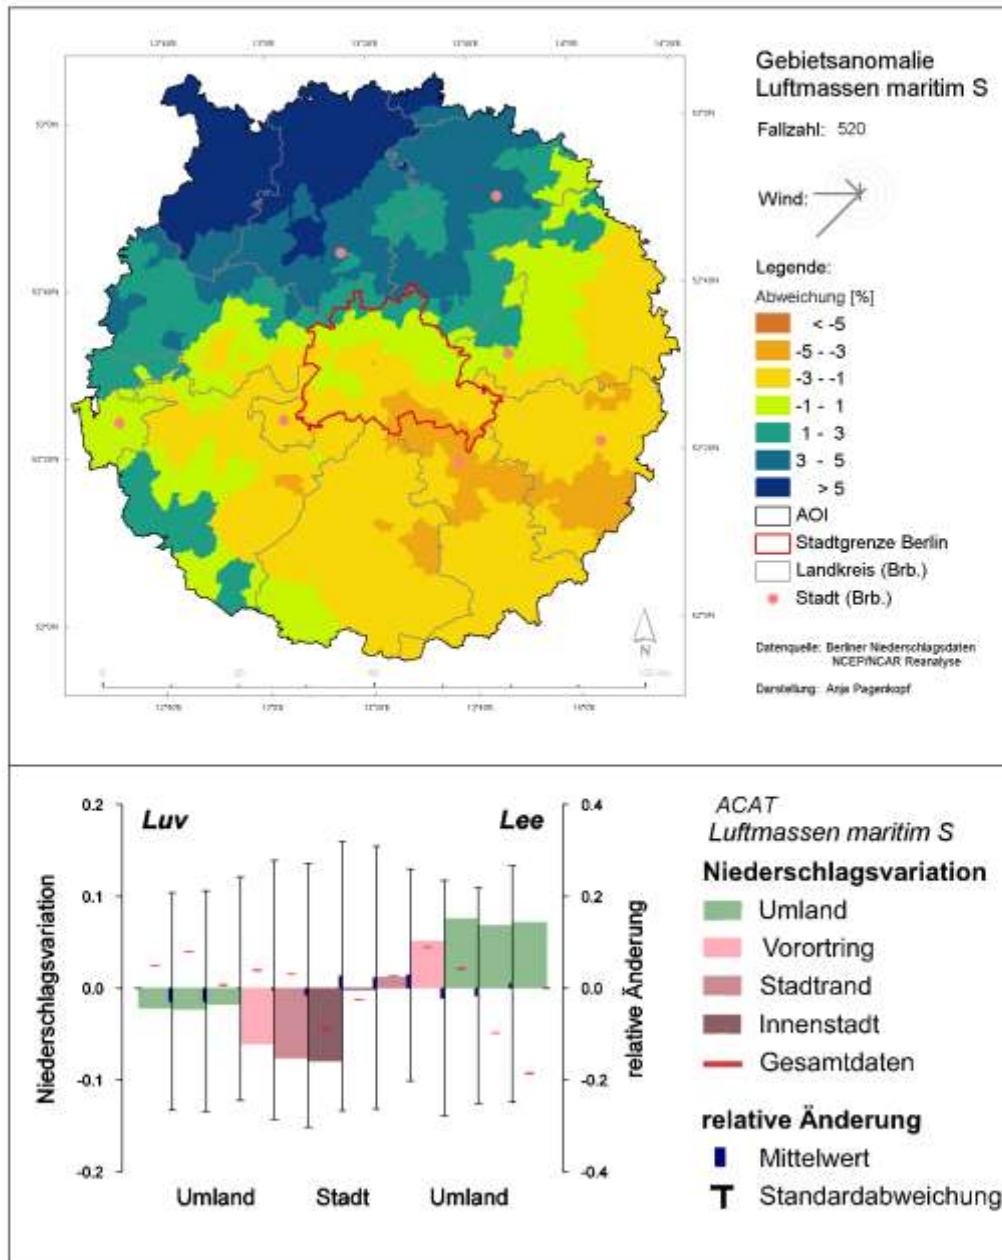 Gebietsanomalie
Luftmassen maritim S
Fallzahl: 520
Wind:
Legende:
Abweichung [%]
< -5
-5 - -3
-3 - -1
-1 - 1
1 - 3
3 - 5
> 5
AOI
Stadtgrenze Berlin
Landkreis (Brb.)
Stadt (Brb.)
N
Datenquelle: Berliner Niederschlagsdaten
NCEP/NCAR Reanalyse
Darstellung: Anja Pagenkopf
0.2
0.1
0.0
-0.1
-0.2
Niederschlagsvariation
Luv
Lee
0.4
0.2
0.0
-0.2
-0.4
relative Änderung
Umland
Stadt
Umland
ACAT
Luftmassen maritim S
Niederschlagsvariation
Umland
Vorortring
Stadtrand
Innenstadt
Gesamtdaten
relative Änderung
Mittelwert
Standardabweichung